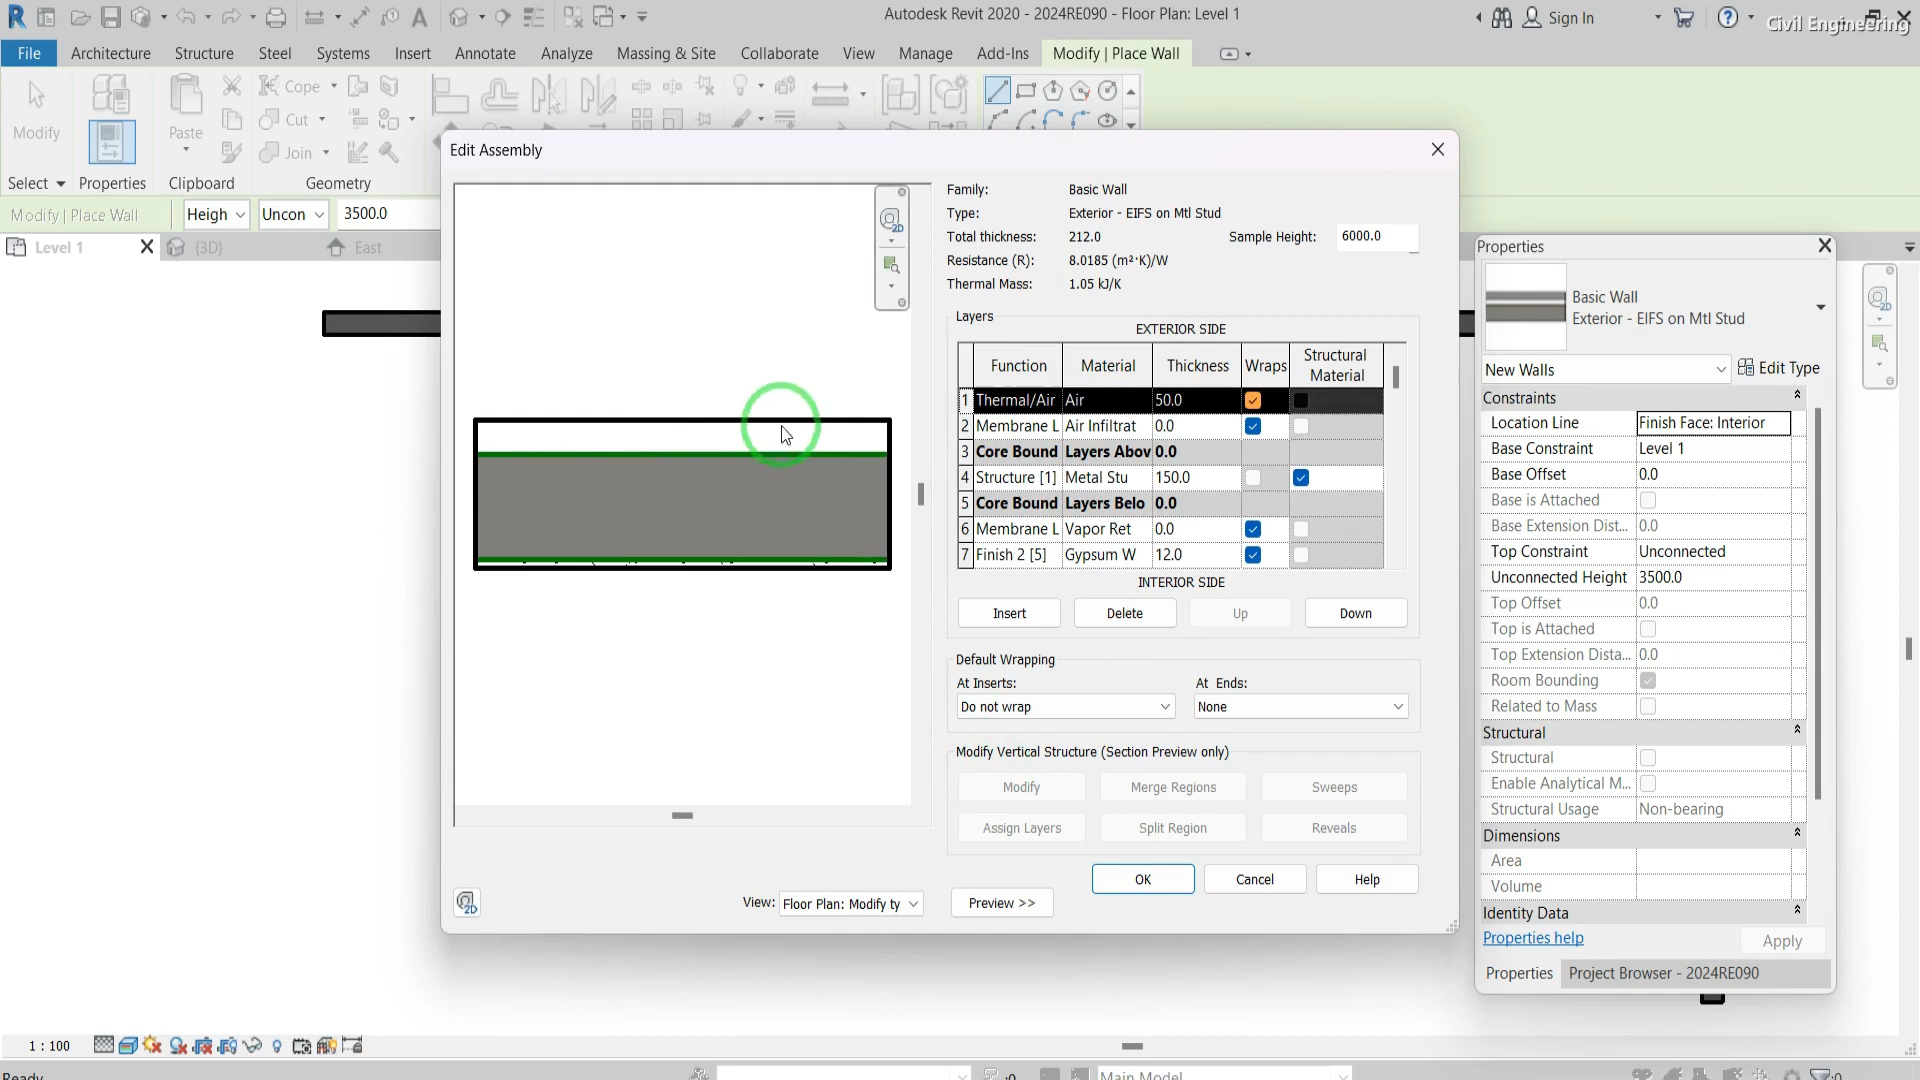 Autodesk Revit 2020 - 2024RE090 - Floor Plan: Level 1
Sign In
Civil Engineering
File Architecture Structure Steel Systems Insert Annotate Analyze Massing & Site Collaborate View Manage Add-Ins Modify | Place Wall
Modify
Paste
Cope
Cut
Join
Select Properties Clipboard Geometry
Modify | Place Wall Heigh Uncon 3500.0
Level 1 {3D} East
Edit Assembly
Family: Basic Wall
Type: Exterior - EIFS on Mtl Stud
Total thickness: 212.0 Sample Height: 6000.0
Resistance (R): 8.0185 (m²·K)/W
Thermal Mass: 1.05 kJ/K
Layers
EXTERIOR SIDE
Function Material Thickness Wraps Structural Material
1 Thermal/Air Air 50.0
2 Membrane L Air Infiltrat 0.0
3 Core Bound Layers Abov 0.0
4 Structure [1] Metal Stu 150.0
5 Core Bound Layers Belo 0.0
6 Membrane L Vapor Ret 0.0
7 Finish 2 [5] Gypsum W 12.0
INTERIOR SIDE
Insert Delete Up Down
Default Wrapping
At Inserts: At Ends:
Do not wrap None
Modify Vertical Structure (Section Preview only)
Modify Merge Regions Sweeps
Assign Layers Split Region Reveals
OK Cancel Help
View: Floor Plan: Modify ty Preview >>
Properties
Basic Wall
Exterior - EIFS on Mtl Stud
New Walls Edit Type
Constraints
Location Line Finish Face: Interior
Base Constraint Level 1
Base Offset 0.0
Base is Attached
Base Extension Dist... 0.0
Top Constraint Unconnected
Unconnected Height 3500.0
Top Offset 0.0
Top is Attached
Top Extension Dista... 0.0
Room Bounding
Related to Mass
Structural
Structural
Enable Analytical M...
Structural Usage Non-bearing
Dimensions
Area
Volume
Identity Data
Properties help Apply
Properties Project Browser - 2024RE090
1 : 100
Ready
:0 Main Model :0